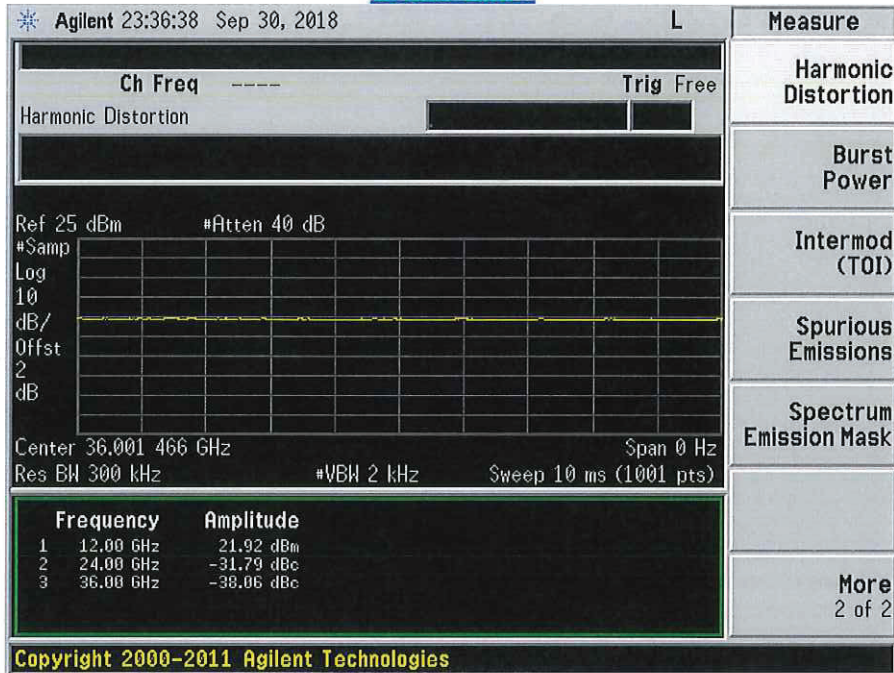 Agilent 23:36:38 Sep 30, 2018 L
Measure
Ch Freq ---- Trig Free
Harmonic Distortion
Harmonic
Distortion
Burst
Power
Intermod
(TOI)
Spurious
Emissions
Spectrum
Emission Mask
More
2 of 2
Ref 25 dBm #Atten 40 dB
#Samp
Log
10
dB/
Offst
2
dB
Center 36.001 466 GHz Span 0 Hz
Res BW 300 kHz #VBW 2 kHz Sweep 10 ms (1001 pts)
Frequency Amplitude
1 12.00 GHz 21.92 dBm
2 24.00 GHz -31.79 dBc
3 36.00 GHz -38.06 dBc
Copyright 2000-2011 Agilent Technologies